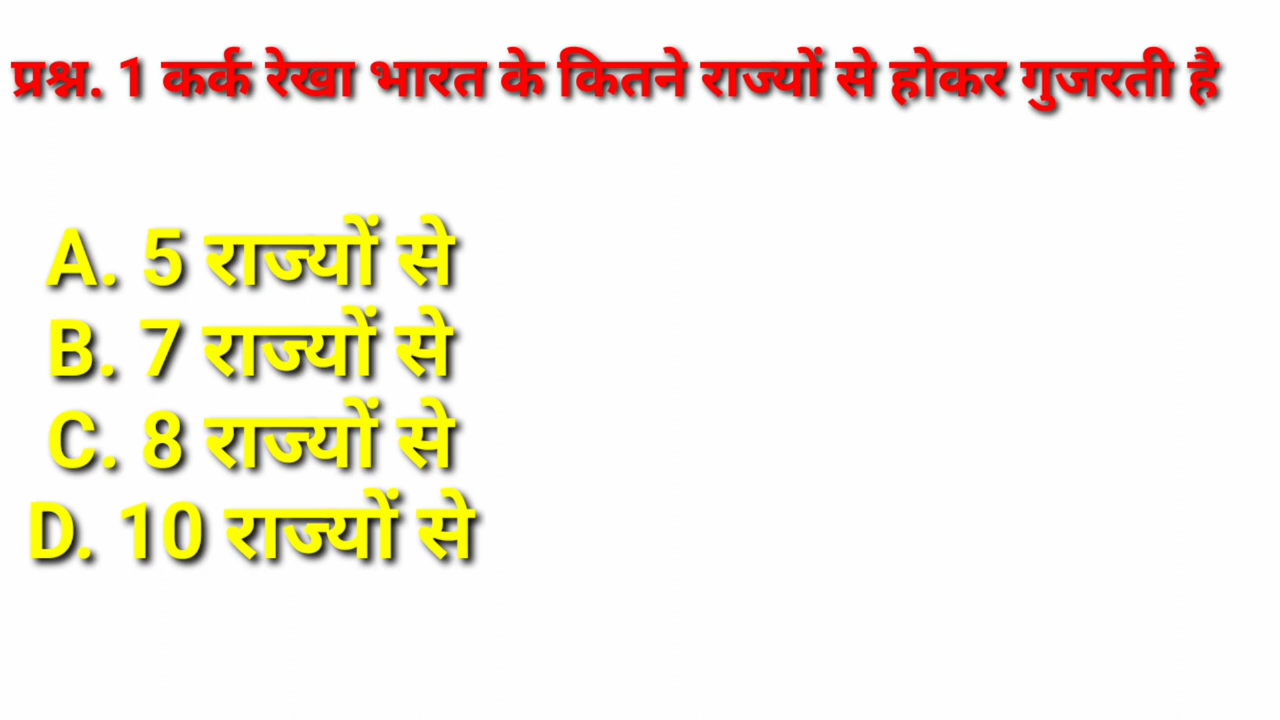 प्रश्न. 1 कर्क रेखा भारत के कितने राज्यों से होकर गुजरती है
A. 5 राज्यों से
B. 7 राज्यों से
C. 8 राज्यों से
D. 10 राज्यों से